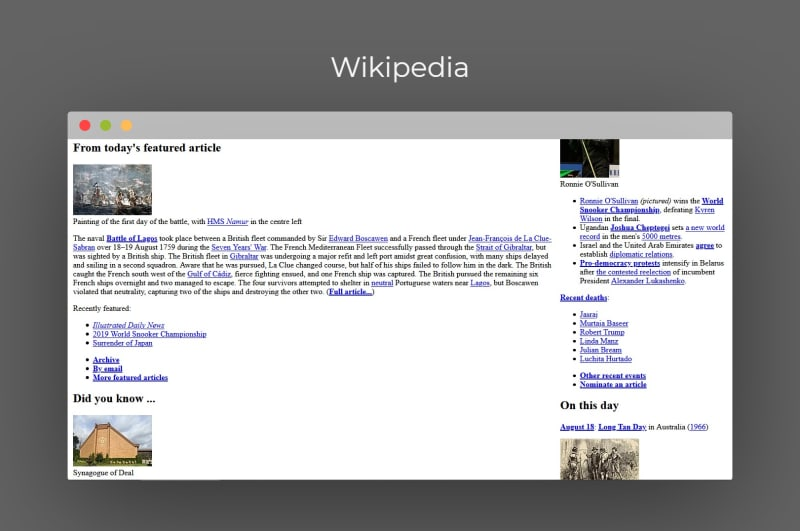 Wikipedia
From today's featured article
Painting of the first day of the battle, with HMS Namur in the centre left
The naval Battle of Lagos took place between a British fleet commanded by Sir Edward Boscawen and a French fleet under Jean-François de La Clue-
Sabran over 18–19 August 1759 during the Seven Years' War. The French Mediterranean Fleet successfully passed through the Strait of Gibraltar, but
was sighted by a British ship. The British fleet in Gibraltar was undergoing a major refit and left port amidst great confusion, with many ships delayed
and sailing in a second squadron. Aware that he was pursued, La Clue changed course, but half of his ships failed to follow him in the dark. The British
caught the French south of the Gulf of Cádiz, fierce fighting ensued, and one French ship was captured. The British pursued the remaining six
French ships overnight and two managed to escape. The four survivors attempted to shelter in neutral Portuguese waters near Lagos, but Boscawen
violated that neutrality, capturing two of the ships and destroying the other two. (Full article...)
Recently featured:
Illustrated Daily News
2019 World Snooker Championship
Surrender of Japan
Archive
By email
More featured articles
Did you know ...
Synagogue of Deal
Ronnie O'Sullivan
Ronnie O'Sullivan (pictured) wins the World
Snooker Championship, defeating Kyren
Wilson in the final.
Ugandan Joshua Cheptegei sets a new world
record in the men's 5000 metres.
Israel and the United Arab Emirates agree to
establish diplomatic relations.
Pro-democracy protests intensify in Belarus
after the contested reelection of incumbent
President Alexander Lukashenko.
Recent deaths:
Jasraj
Murtaja Baseer
Robert Trump
Linda Manz
Julian Bream
Luchita Hurtado
Other recent events
Nominate an article
On this day
August 18: Long Tan Day in Australia (1966)